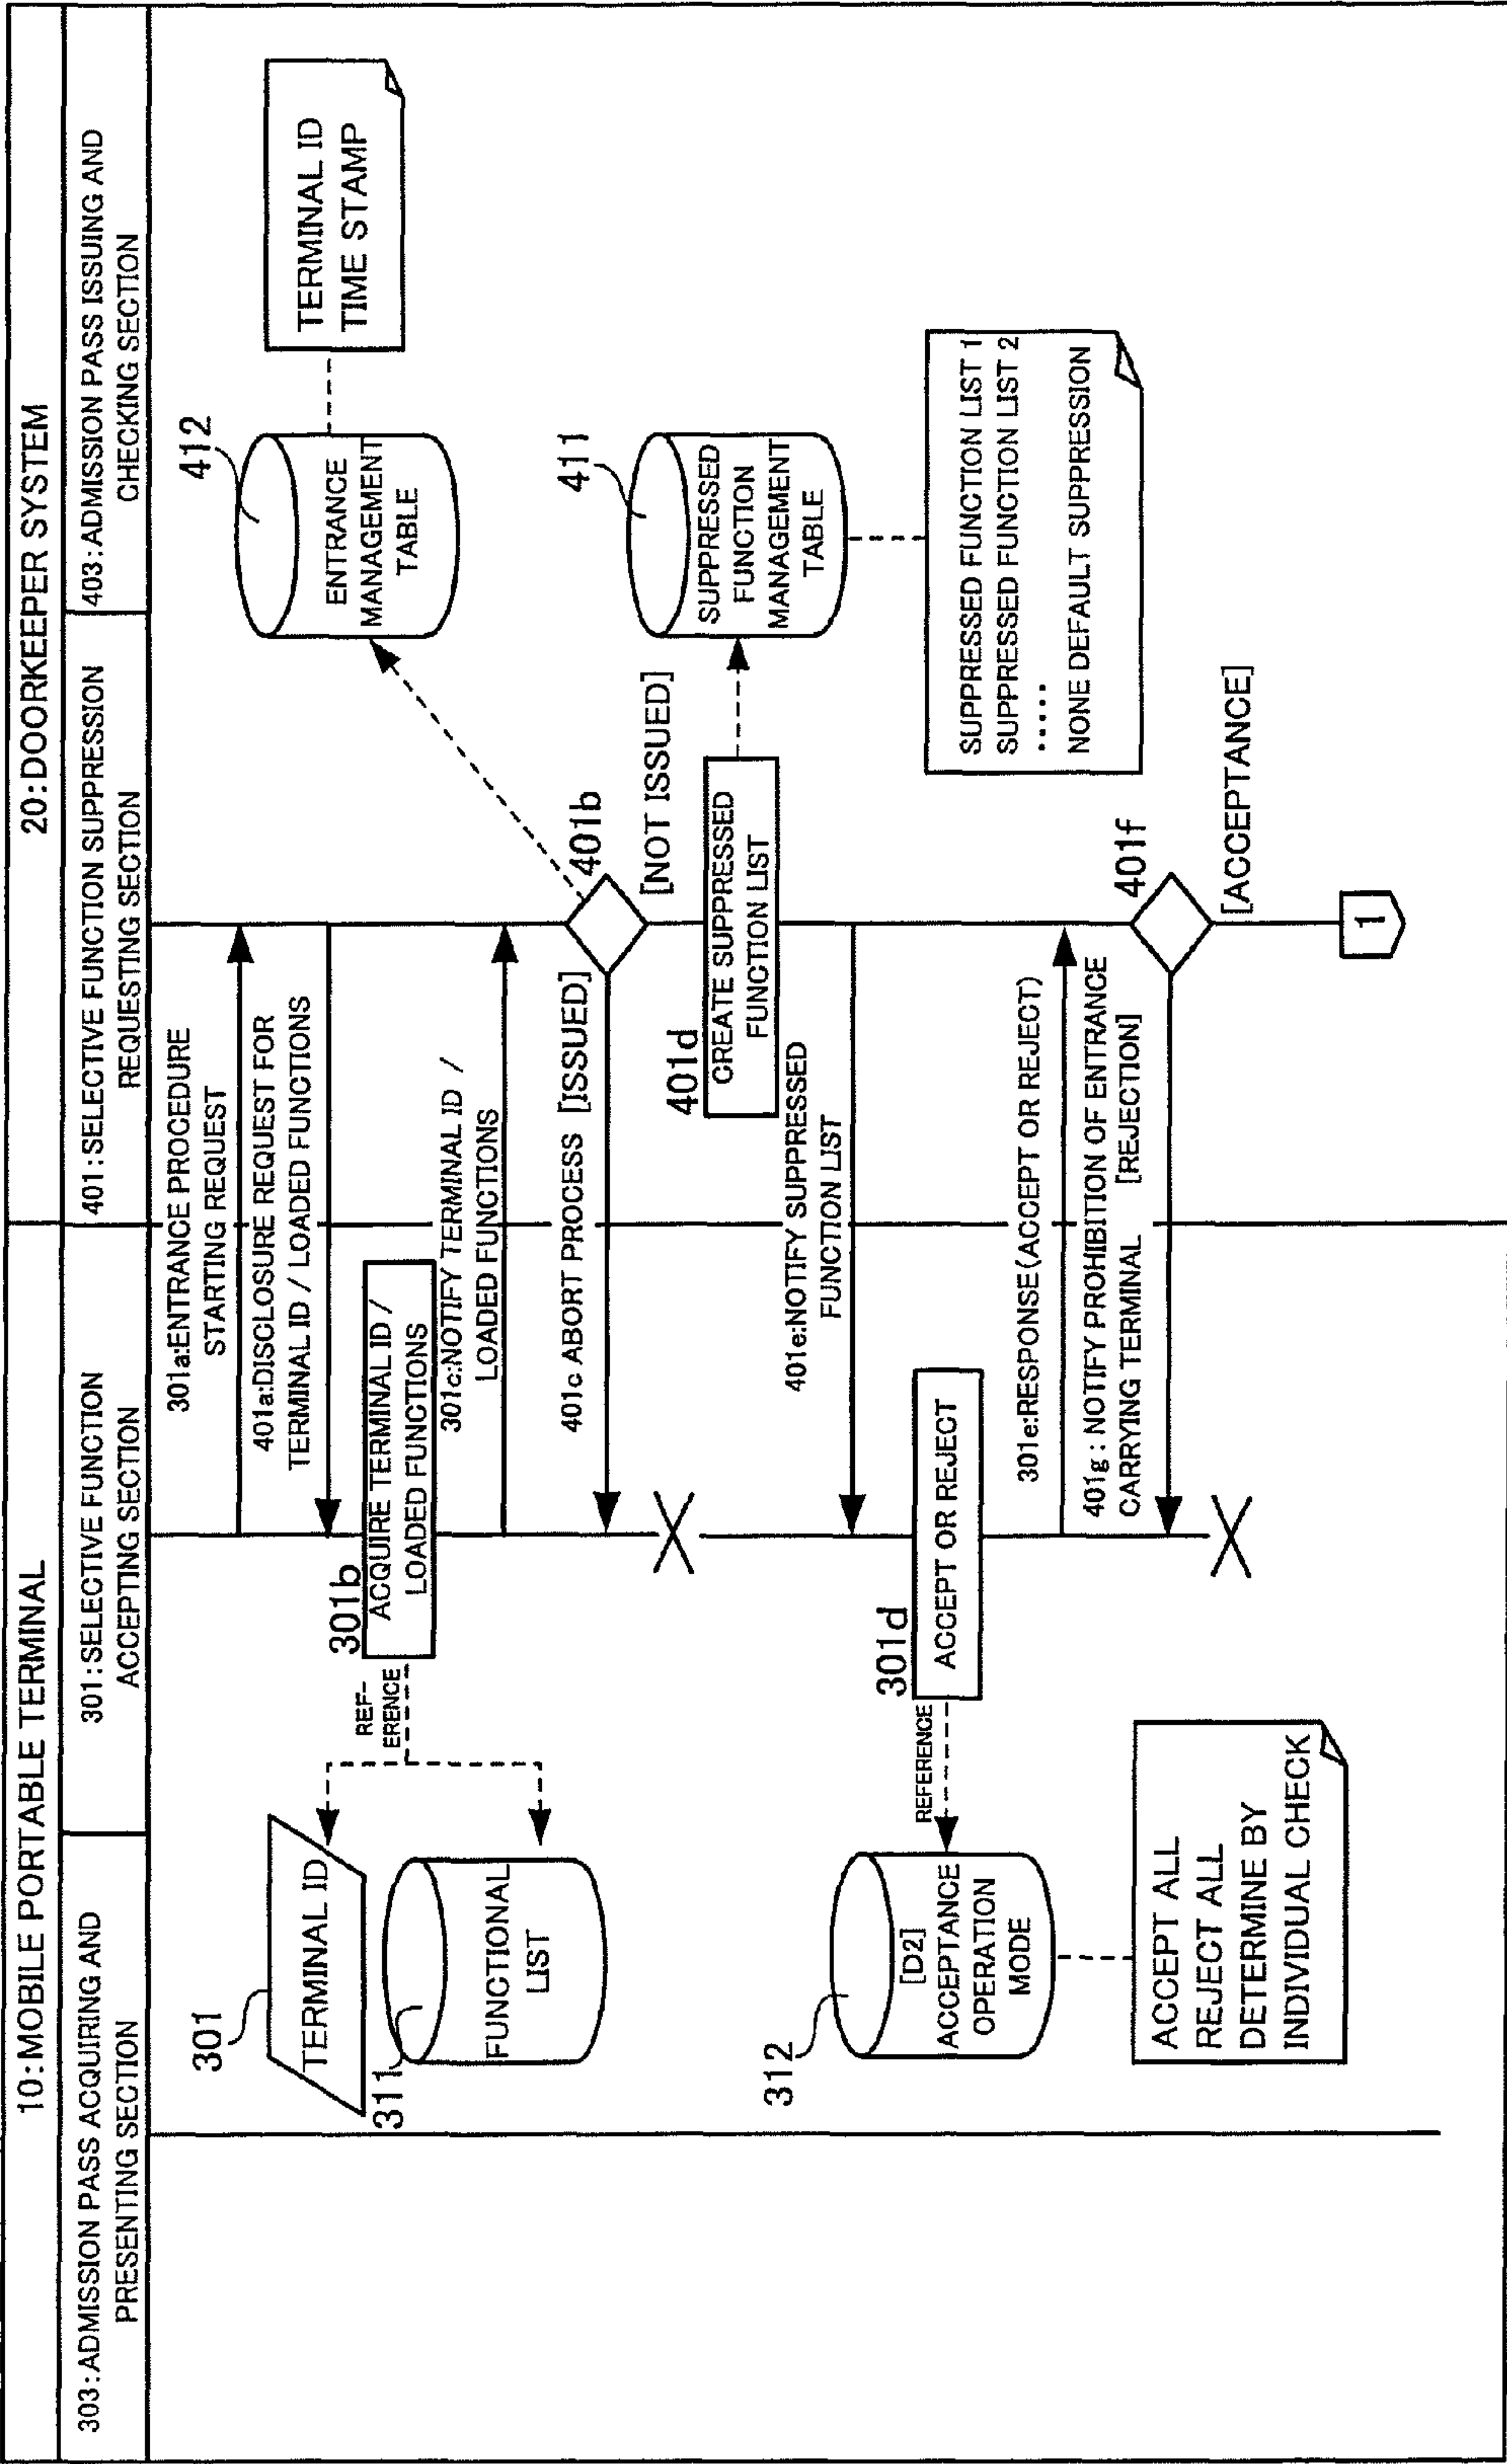 10:MOBILE PORTABLE TERMINAL
20:DOORKEEPER SYSTEM
303:ADMISSION PASS ACQUIRING AND
PRESENTING SECTION
301:SELECTIVE FUNCTION
ACCEPTING SECTION
401:SELECTIVE FUNCTION SUPPRESSION
REQUESTING SECTION
403:ADMISSION PASS ISSUING AND
CHECKING SECTION
301a:ENTRANCE PROCEDURE
STARTING REQUEST
401a:DISCLOSURE REQUEST FOR
TERMINAL ID / LOADED FUNCTIONS
301
TERMINAL ID
311
FUNCTIONAL
LIST
REF-
ERENCE
301b
ACQUIRE TERMINAL ID /
LOADED FUNCTIONS
301c:NOTIFY TERMINAL ID /
LOADED FUNCTIONS
412
ENTRANCE
MANAGEMENT
TABLE
TERMINAL ID
TIME STAMP
401b
401c ABORT PROCESS [ISSUED]
[NOT ISSUED]
401d
CREATE SUPPRESSED
FUNCTION LIST
411
SUPPRESSED
FUNCTION
MANAGEMENT
TABLE
SUPPRESSED FUNCTION LIST 1
SUPPRESSED FUNCTION LIST 2
.....
NONE DEFAULT SUPPRESSION
401e:NOTIFY SUPPRESSED
FUNCTION LIST
312
[D2]
ACCEPTANCE
OPERATION
MODE
REFERENCE
301d
ACCEPT OR REJECT
ACCEPT ALL
REJECT ALL
DETERMINE BY
INDIVIDUAL CHECK
301e:RESPONSE(ACCEPT OR REJECT)
401g : NOTIFY PROHIBITION OF ENTRANCE
CARRYING TERMINAL [REJECTION]
401f
[ACCEPTANCE]
1